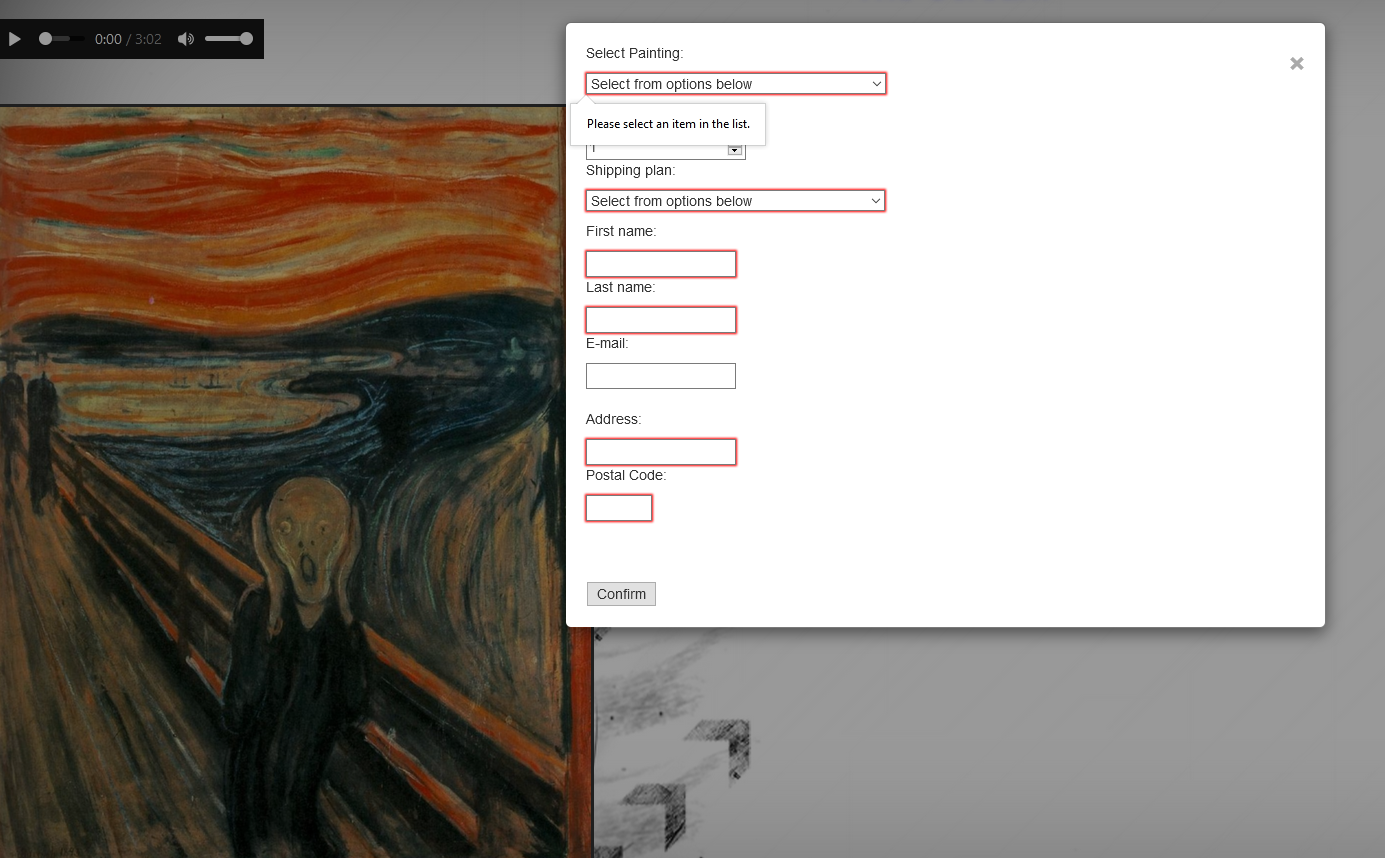 0:00 / 3:02
Select Painting:
Select from options below
Please select an item in the list.
1
Shipping plan:
Select from options below
First name:
Last name:
E-mail:
Address:
Postal Code:
Confirm